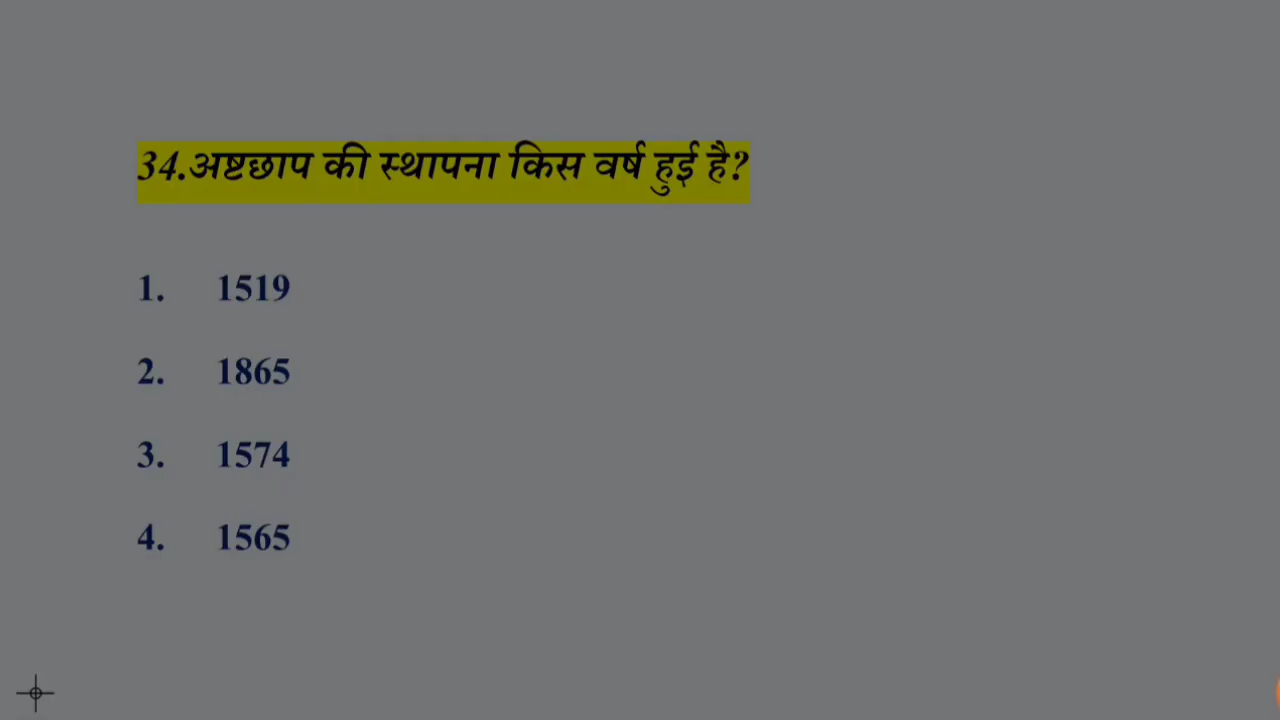 34.अष्टछाप की स्थापना किस वर्ष हुई है?
1. 1519
2. 1865
3. 1574
4. 1565